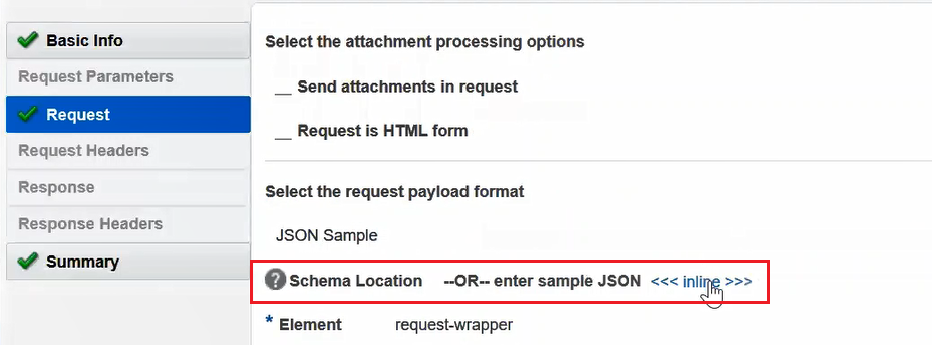 Basic Info
Request Parameters
Request
Request Headers
Response
Response Headers
Summary
Select the attachment processing options
__ Send attachments in request
__ Request is HTML form
Select the request payload format
JSON Sample
? Schema Location --OR-- enter sample JSON <<< inline >>>
* Element request-wrapper